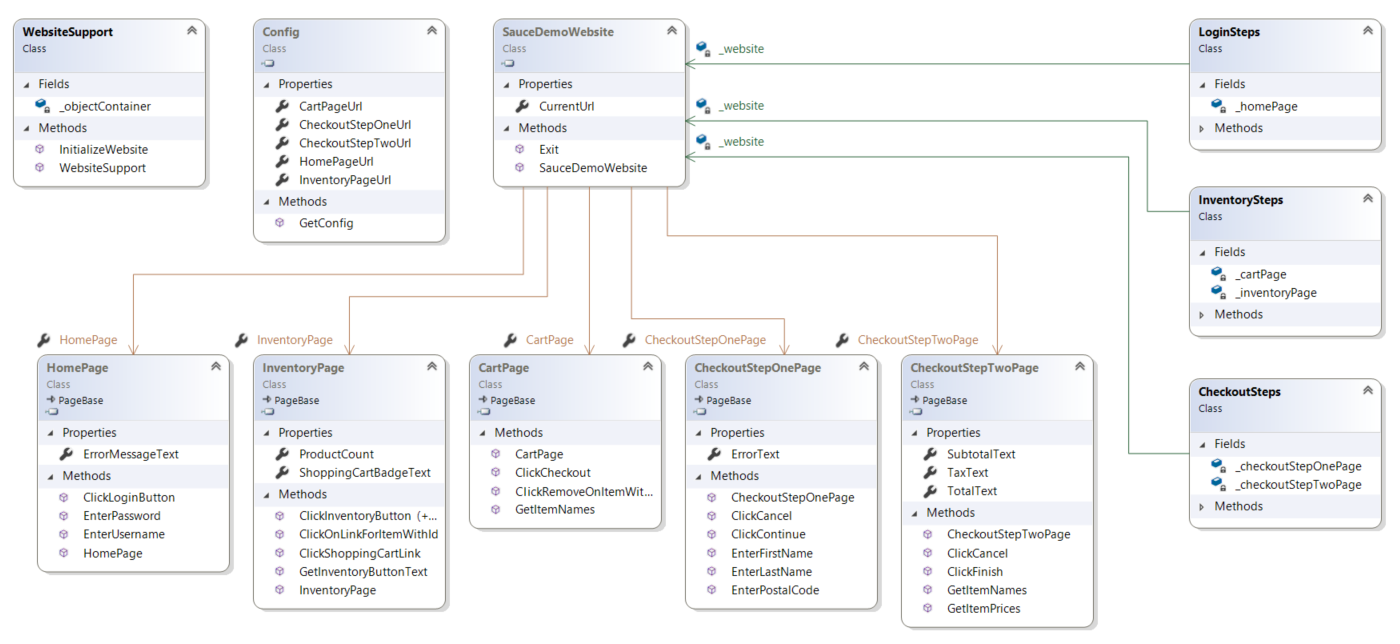 WebsiteSupport
Class
Fields
_objectContainer
Methods
InitializeWebsite
WebsiteSupport
Config
Class
Properties
CartPageUrl
CheckoutStepOneUrl
CheckoutStepTwoUrl
HomePageUrl
InventoryPageUrl
Methods
GetConfig
SauceDemoWebsite
Class
Properties
CurrentUrl
Methods
Exit
SauceDemoWebsite
_website
_website
_website
LoginSteps
Class
Fields
_homePage
Methods
InventorySteps
Class
Fields
_cartPage
_inventoryPage
Methods
CheckoutSteps
Class
Fields
_checkoutStepOnePage
_checkoutStepTwoPage
Methods
HomePage
HomePage
Class
PageBase
Properties
ErrorMessageText
Methods
ClickLoginButton
EnterPassword
EnterUsername
HomePage
InventoryPage
InventoryPage
Class
PageBase
Properties
ProductCount
ShoppingCartBadgeText
Methods
ClickInventoryButton (+...
ClickOnLinkForItemWithId
ClickShoppingCartLink
GetInventoryButtonText
InventoryPage
CartPage
CartPage
Class
PageBase
Methods
CartPage
ClickCheckout
ClickRemoveOnItemWit...
GetItemNames
CheckoutStepOnePage
CheckoutStepOnePage
Class
PageBase
Properties
ErrorText
Methods
CheckoutStepOnePage
ClickCancel
ClickContinue
EnterFirstName
EnterLastName
EnterPostalCode
CheckoutStepTwoPage
CheckoutStepTwoPage
Class
PageBase
Properties
SubtotalText
TaxText
TotalText
Methods
CheckoutStepTwoPage
ClickCancel
ClickFinish
GetItemNames
GetItemPrices